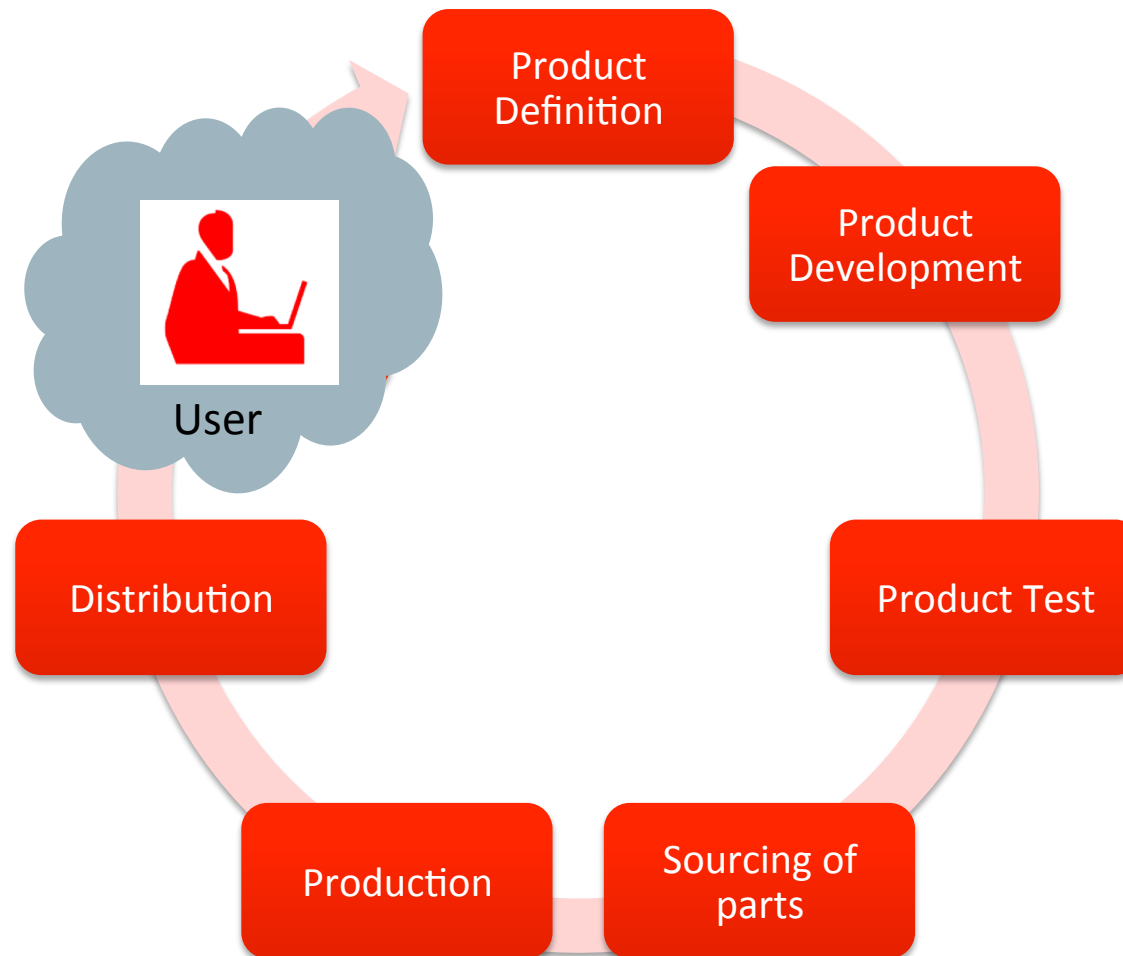 Product
Definition
Product
Development
Product Test
Sourcing of
parts
Production
Distribution
User